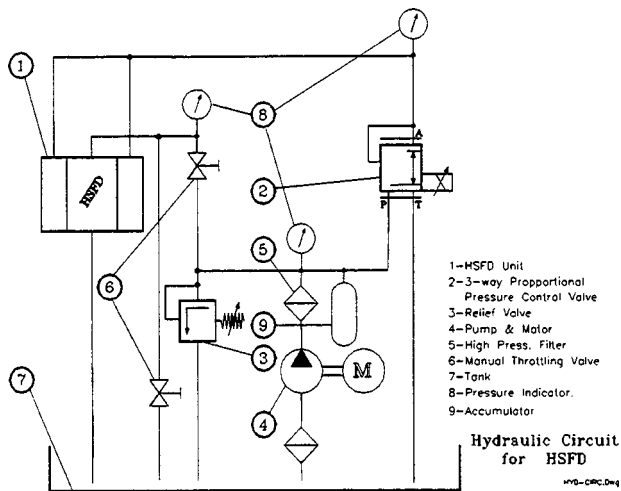 1
8
A
2
P T
HSFD
5
6
9
3
7
4
M
1-HSFD Unit
2-3-way Propportional
Pressure Control Valve
3-Relief Valve
4-Pump & Motor
5-High Press. Filter
6-Manual Throttling Valve
7-Tank
8-Pressure Indicator.
9-Accumulator
Hydraulic Circuit
for HSFD
HYD-CIRC.Dwg